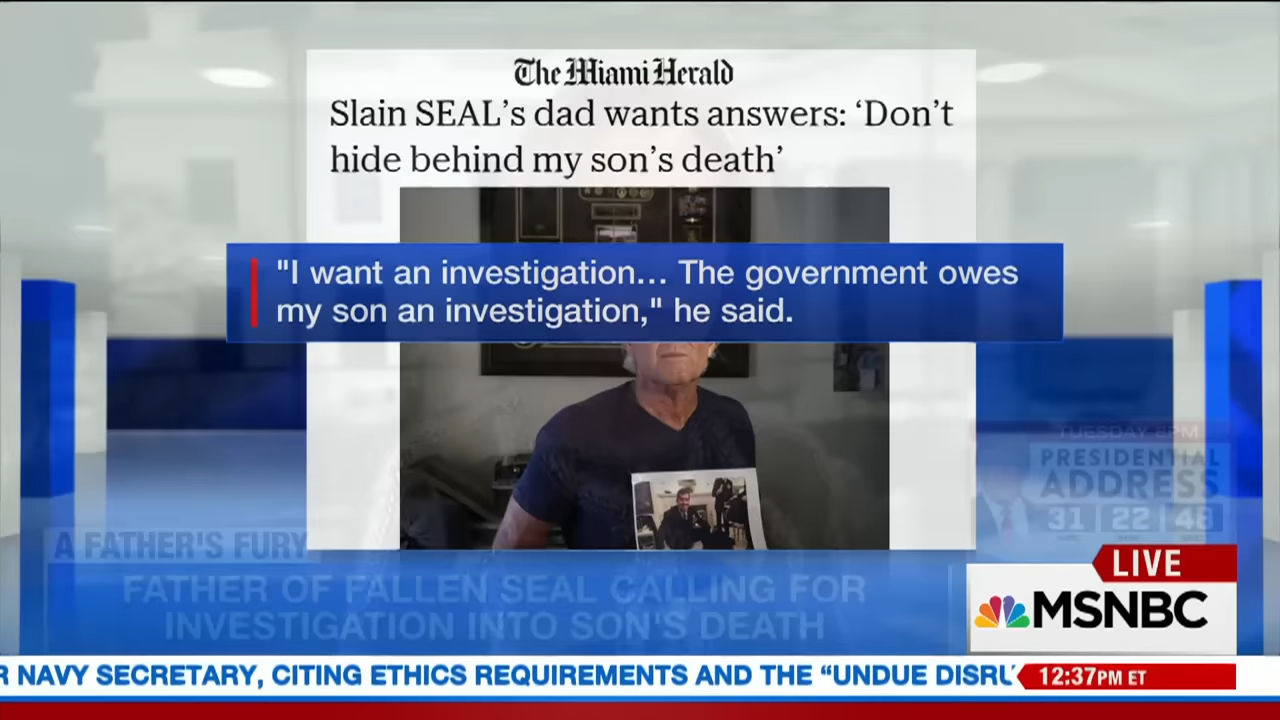 The Miami Herald
Slain SEAL's dad wants answers: ‘Don't
hide behind my son's death’
"I want an investigation... The government owes
my son an investigation," he said.
TUESDAY 8PM
PRESIDENTIAL
ADDRESS
31 | 22 | 48
A FATHER'S FURY
FATHER OF FALLEN SEAL CALLING FOR
INVESTIGATION INTO SON'S DEATH
LIVE
MSNBC
R NAVY SECRETARY, CITING ETHICS REQUIREMENTS AND THE “UNDUE DISRU
12:37PM ET